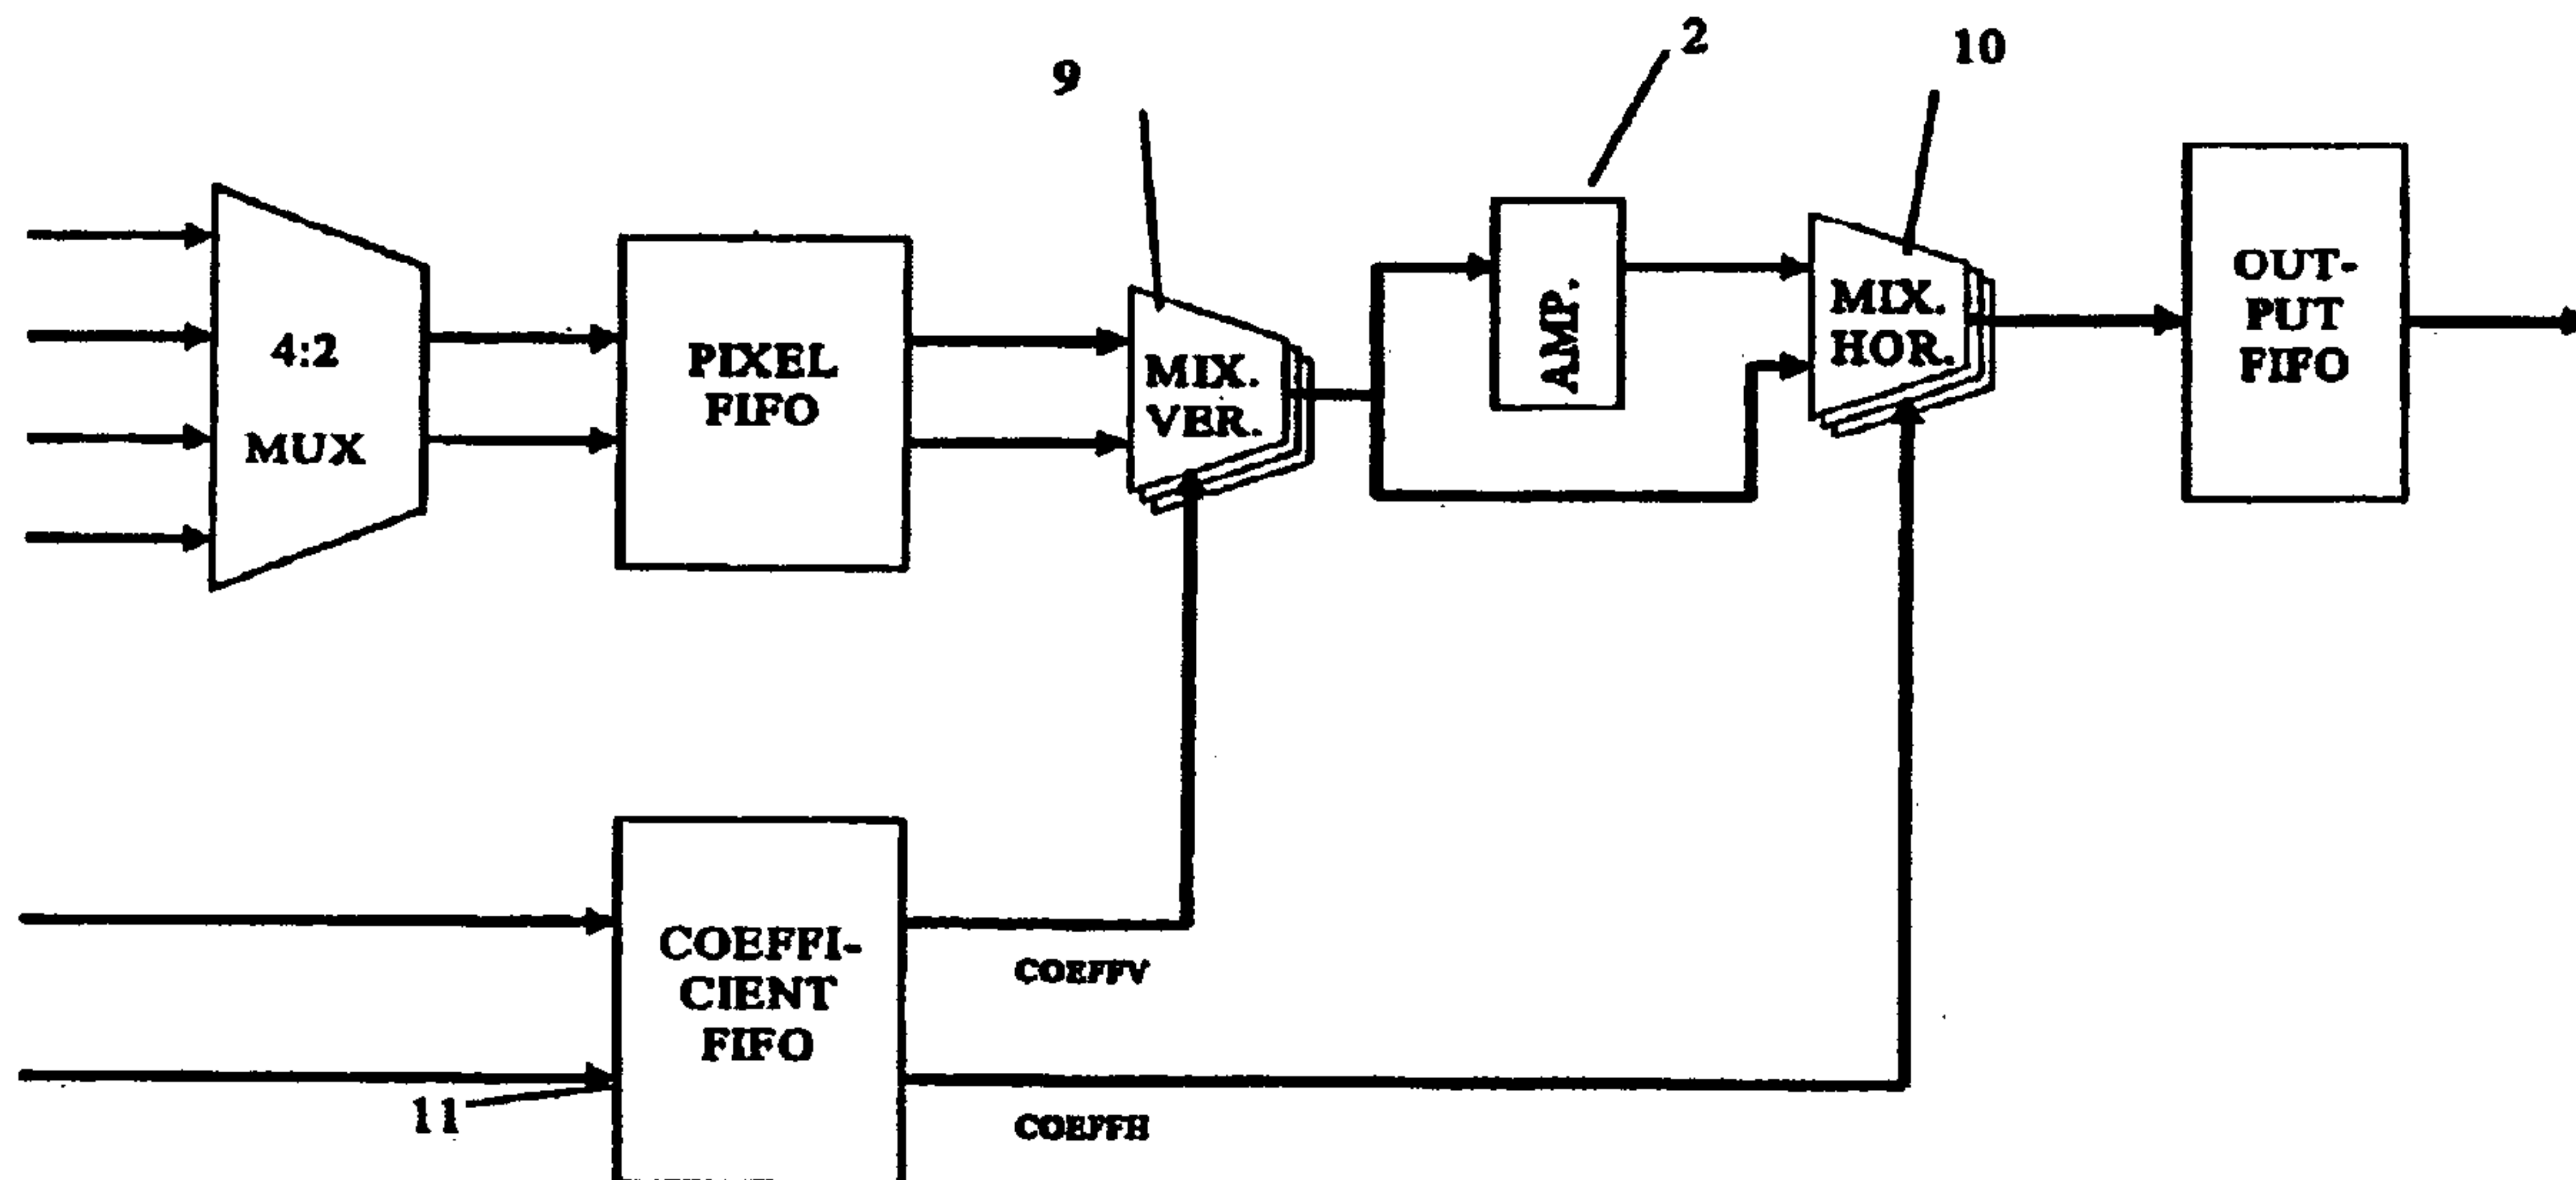 9
2
10
4:2
MUX
PIXEL
FIFO
MIX.
VER.
AMP.
MIX.
HOR.
OUT-
PUT
FIFO
COEFFI-
CIENT
FIFO
11
COEFFV
COEFFH